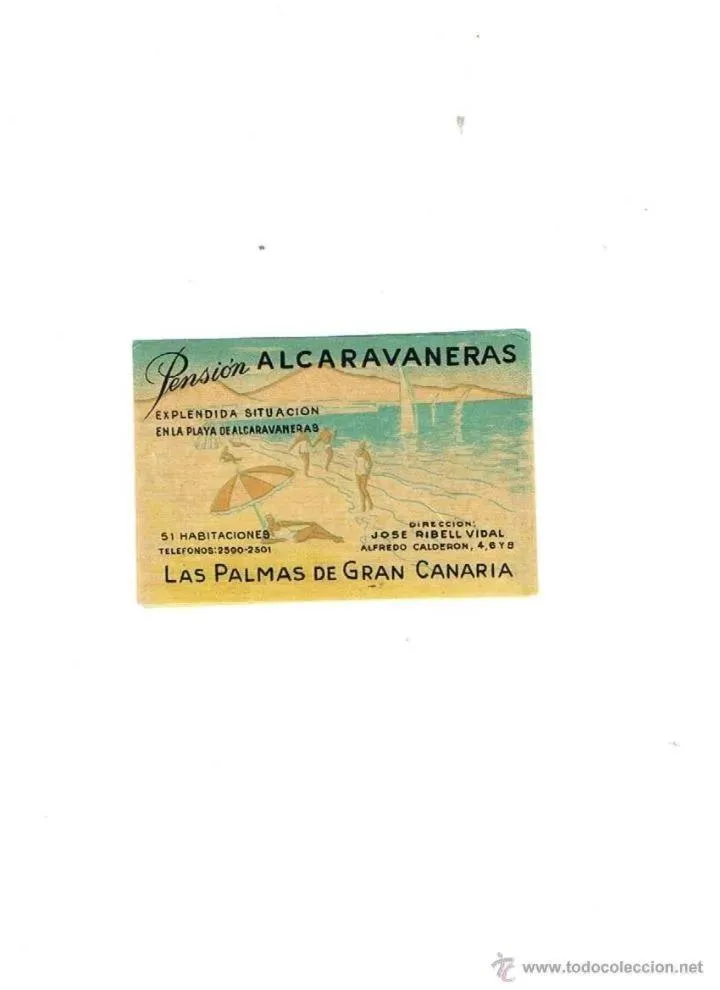 Pensión ALCARAVANERAS
EXPLENDIDA SITUACION
EN LA PLAYA DE ALCARAVANERAS
51 HABITACIONES
TELEFONOS: 2500-2501
DIRECCION:
JOSE RIBELL VIDAL
ALFREDO CALDERON, 4, 6 Y 8
LAS PALMAS DE GRAN CANARIA
© www.todocoleccion.net